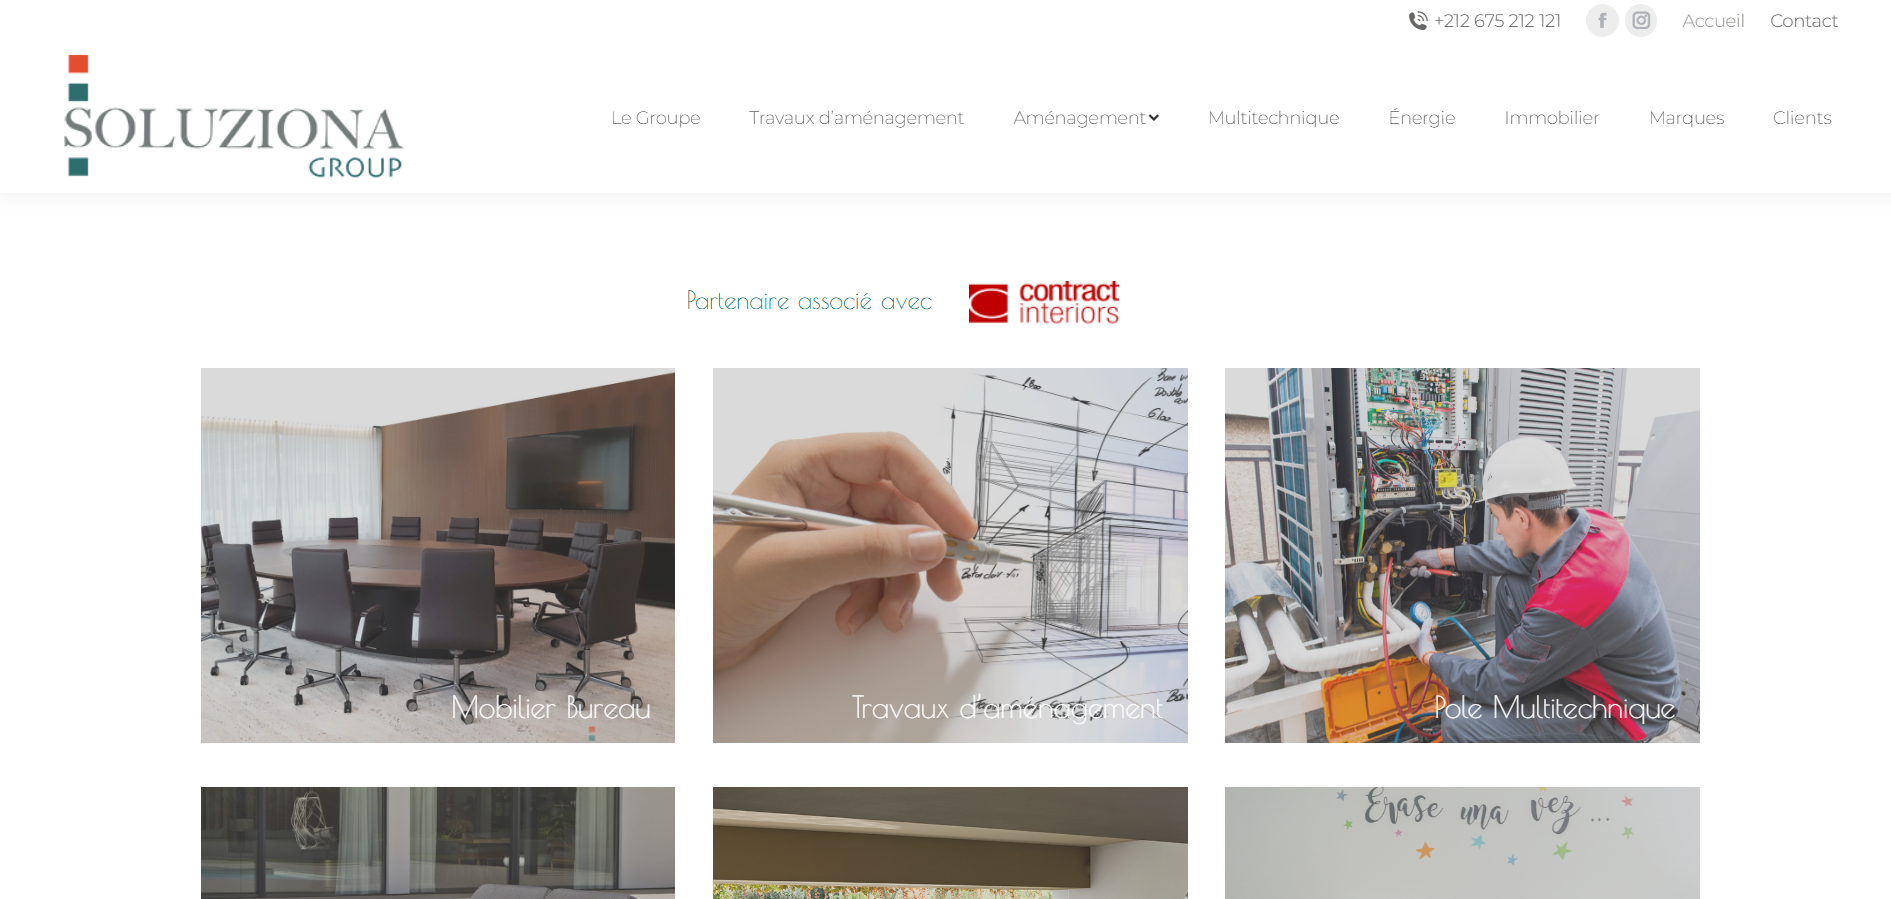 +212 675 212 121
Accueil
Contact
SOLUZIONA
GROUP
Le Groupe
Travaux d’aménagement
Aménagement
Multitechnique
Énergie
Immobilier
Marques
Clients
Partenaire associé avec
contract
interiors
Mobilier Bureau
Travaux d’aménagement
Pole Multitechnique
Erase una vez ...